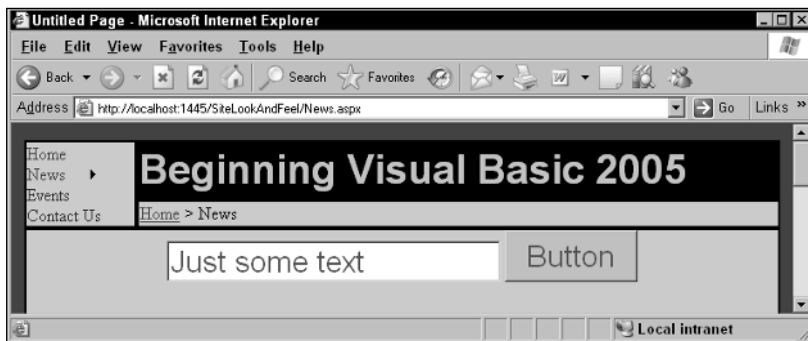 Untitled Page - Microsoft Internet Explorer
File Edit View Favorites Tools Help
Back Search Favorites
Address http://localhost:1445/SiteLookAndFeel/News.aspx Go Links »
Home
News
Events
Contact Us
Beginning Visual Basic 2005
Home > News
Just some text Button
Local intranet